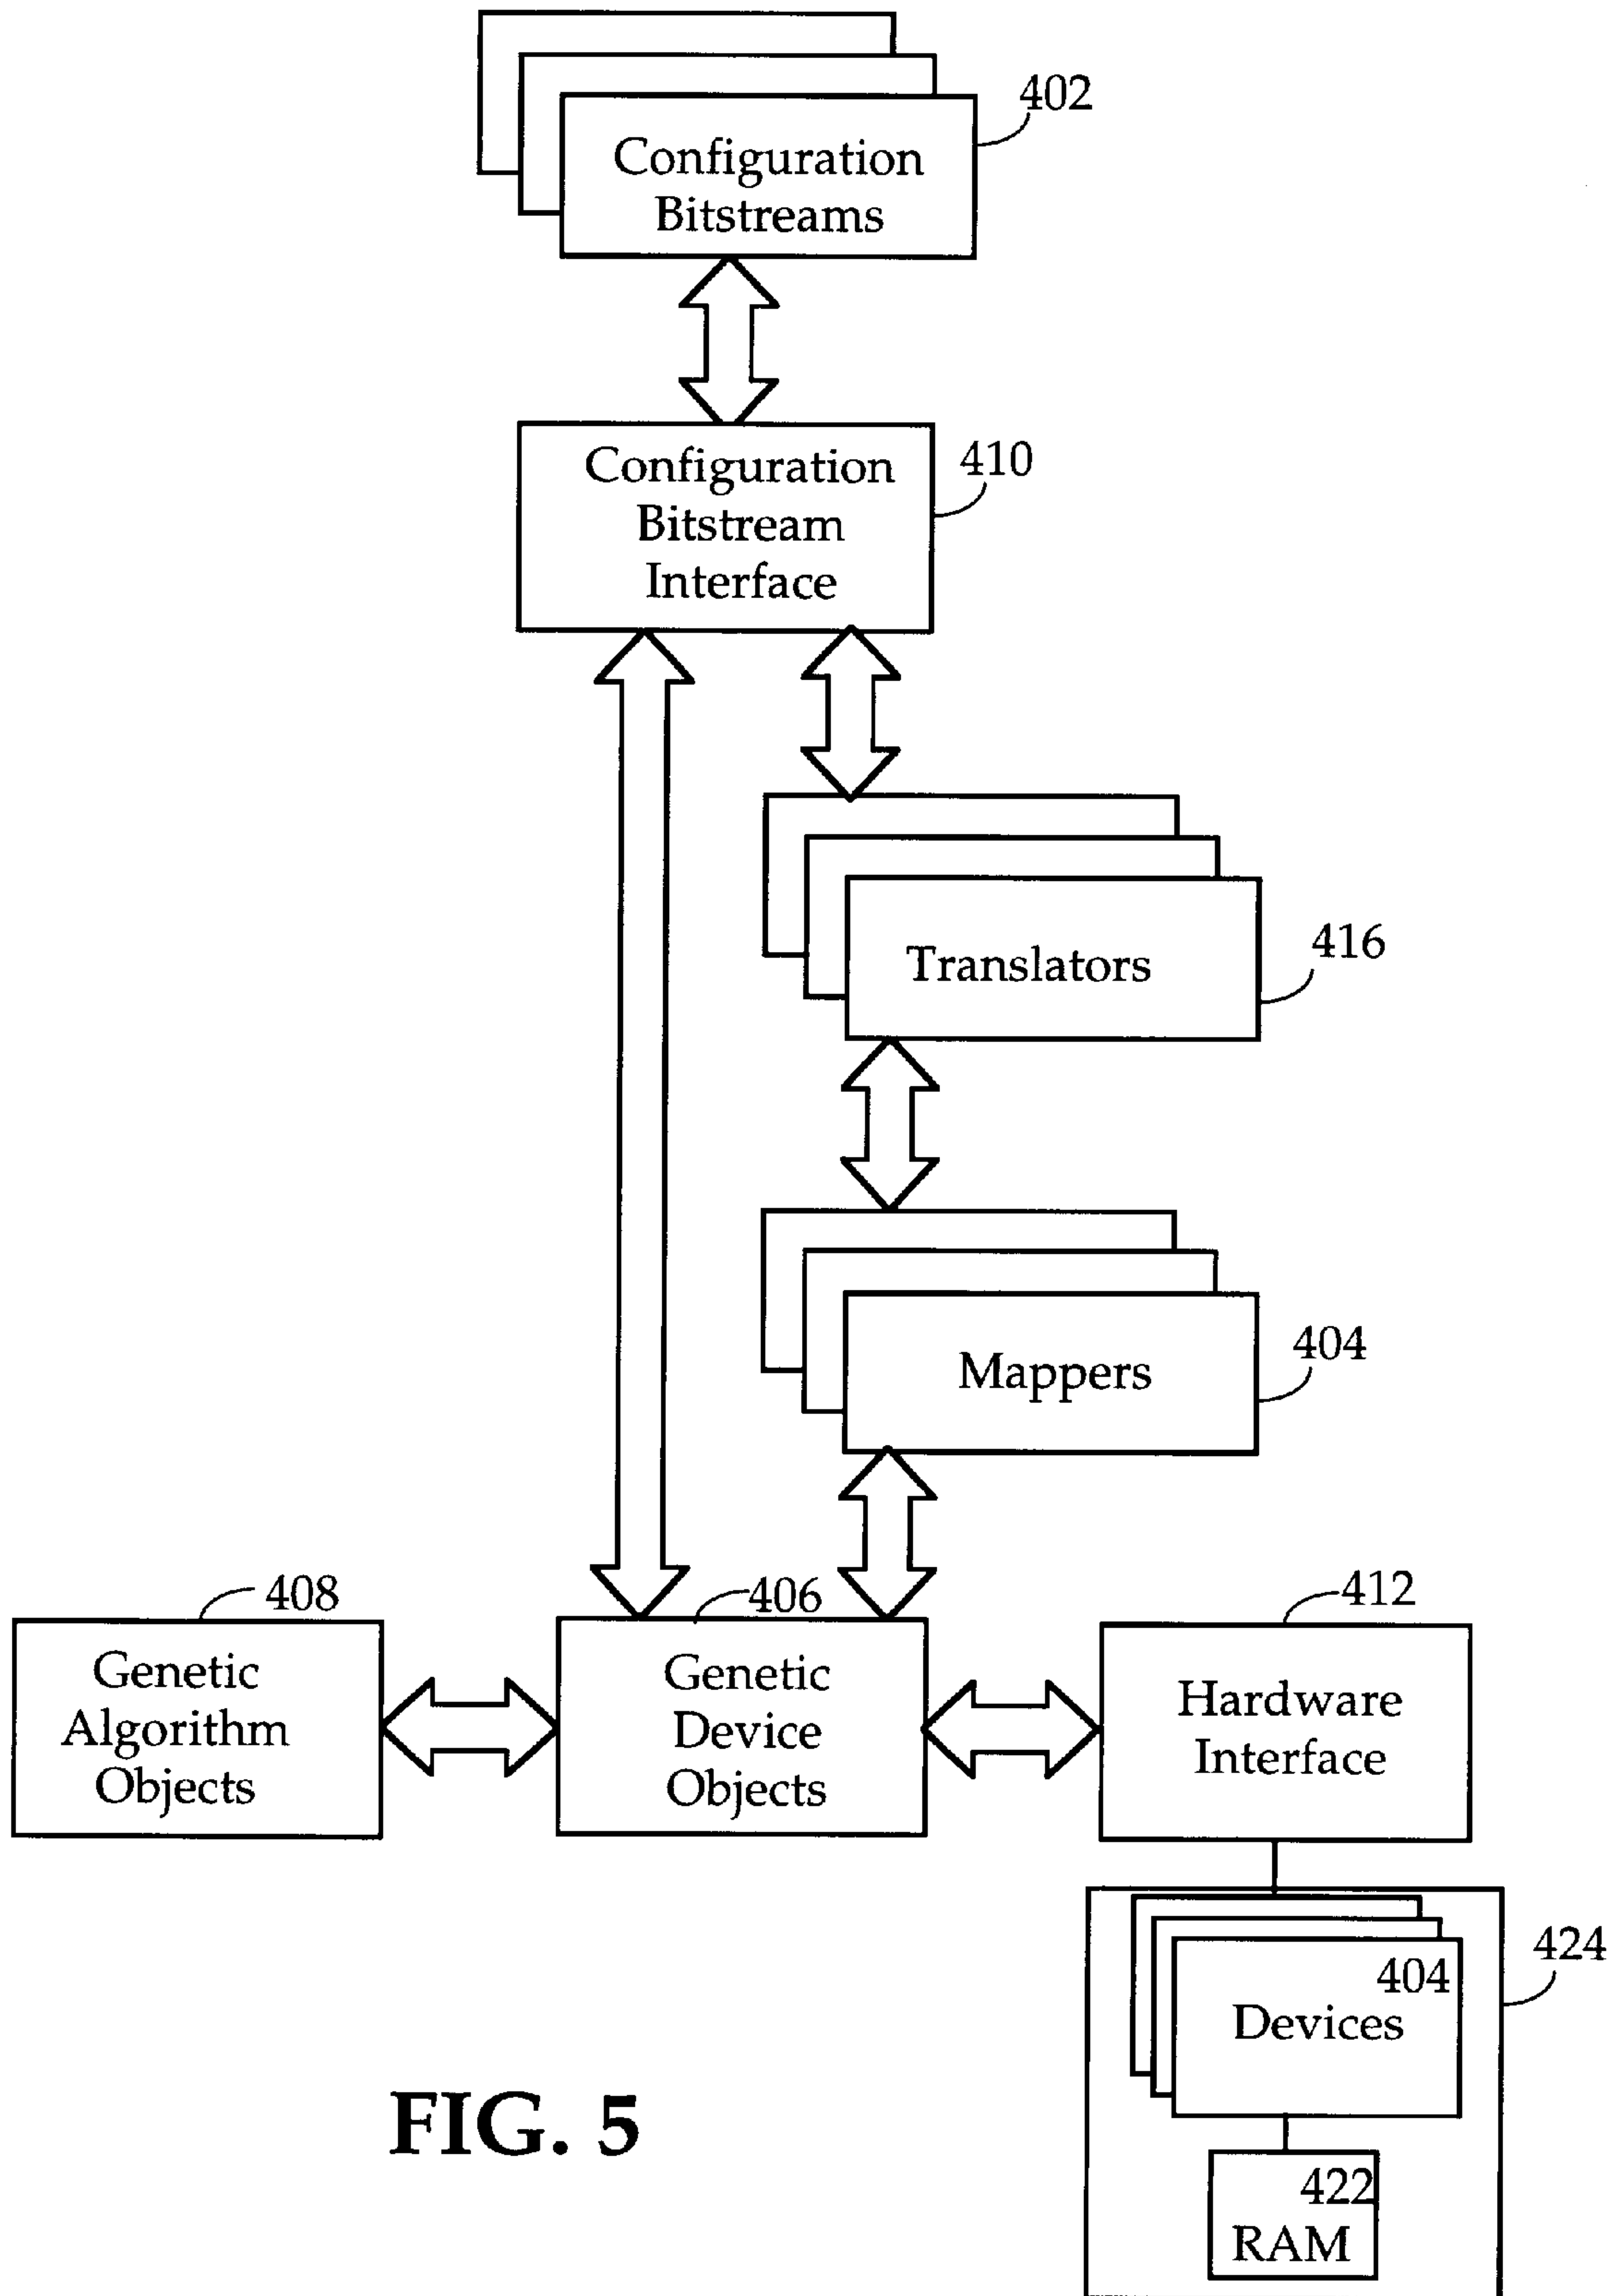 402
Configuration
Bitstreams
410
Configuration
Bitstream
Interface
416
Translators
404
Mappers
408
Genetic
Algorithm
Objects
406
Genetic
Device
Objects
412
Hardware
Interface
424
404
Devices
422
RAM
FIG. 5